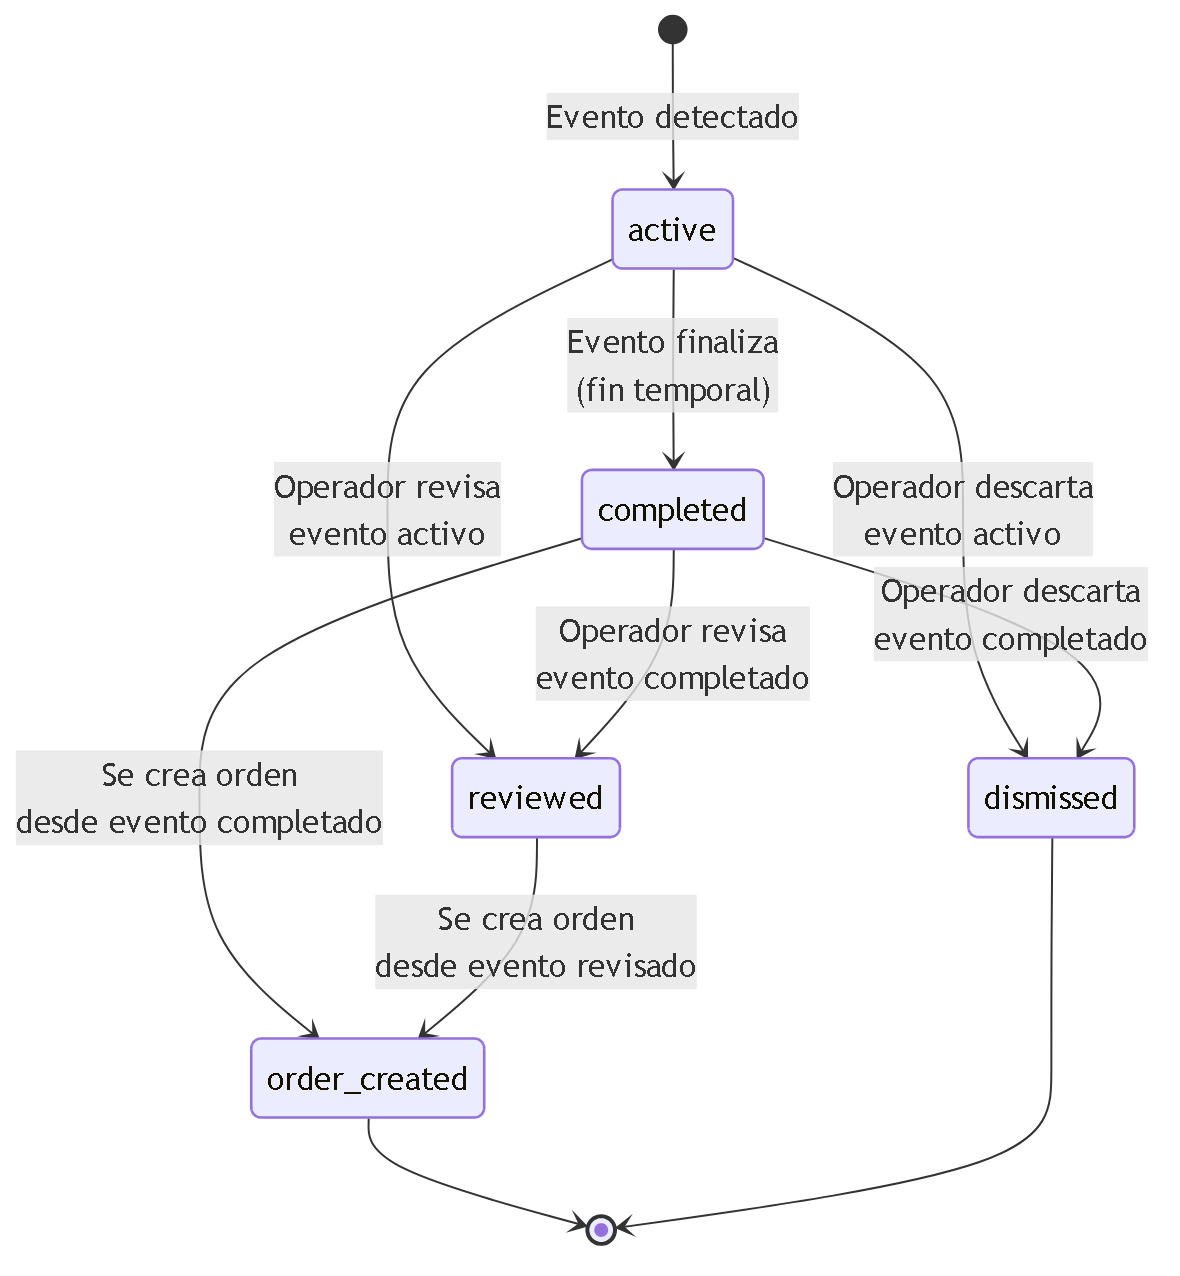 Evento detectado
active
Evento finaliza
(fin temporal)
Operador revisa
evento activo
completed
Operador descarta
evento activo
Operador descarta
evento completado
Operador revisa
evento completado
Se crea orden
desde evento completado
reviewed
dismissed
Se crea orden
desde evento revisado
order_created